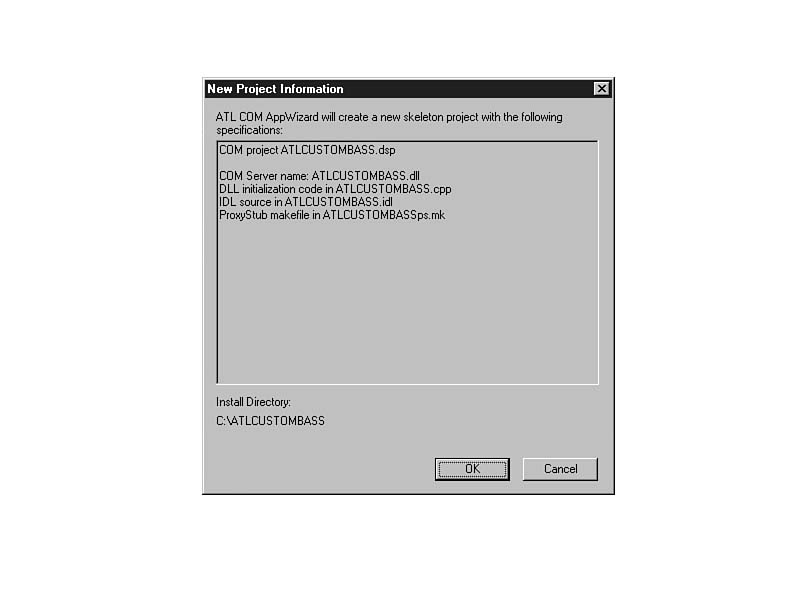 New Project Information
ATL COM AppWizard will create a new skeleton project with the following
specifications:
COM project ATLCUSTOMBASS.dsp
COM Server name: ATLCUSTOMBASS.dll
DLL initialization code in ATLCUSTOMBASS.cpp
IDL source in ATLCUSTOMBASS.idl
ProxyStub makefile in ATLCUSTOMBASSps.mk
Install Directory:
C:\ATLCUSTOMBASS
OK
Cancel